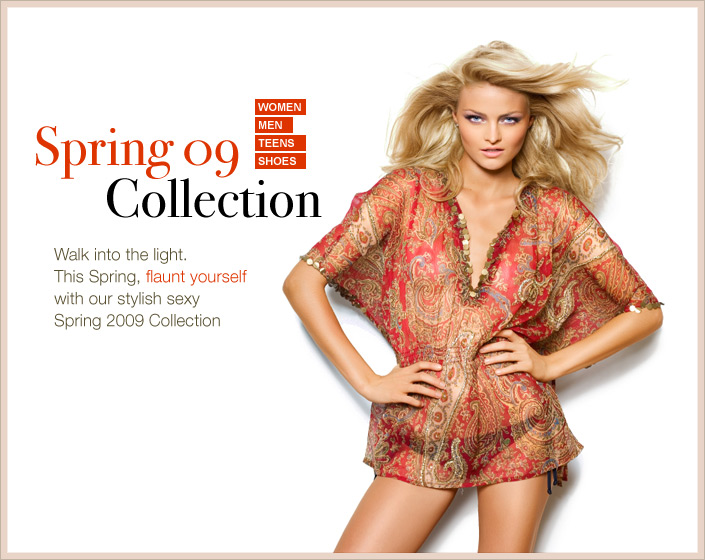 WOMEN
MEN
TEENS
SHOES
Spring 09
Collection
Walk into the light.
This Spring, flaunt yourself
with our stylish sexy
Spring 2009 Collection